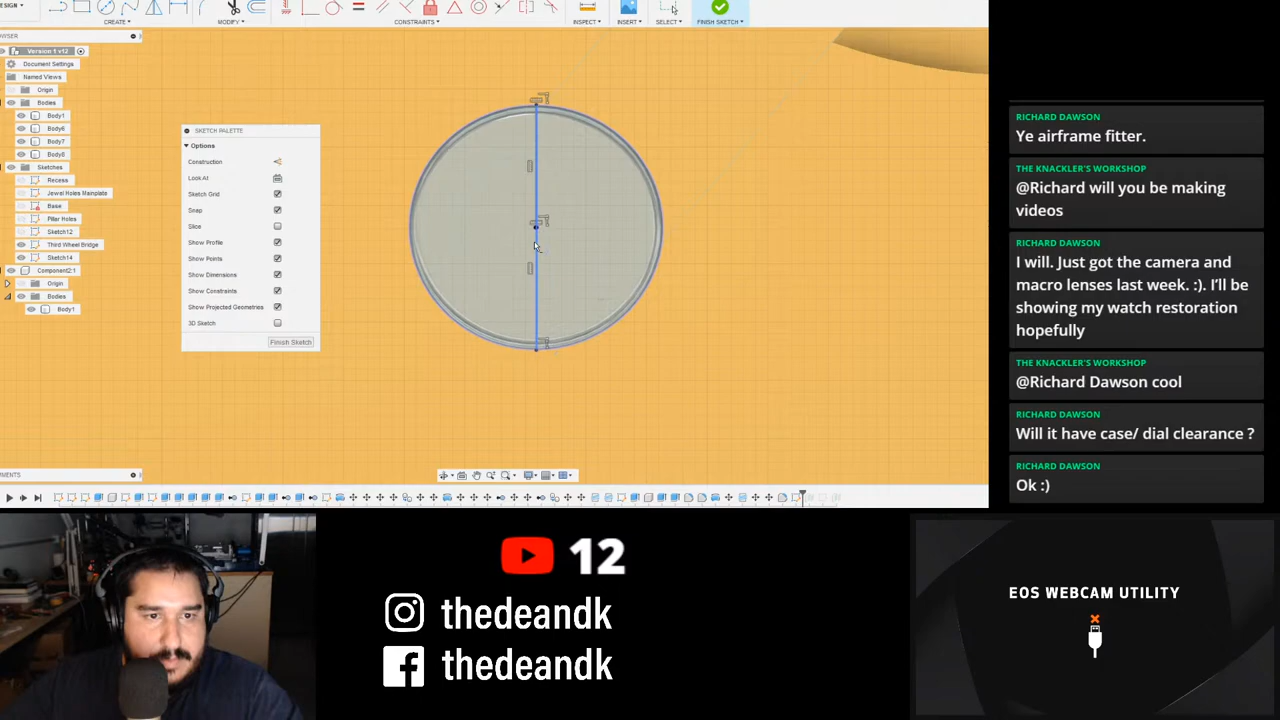 ESIGN ▾
CREATE ▾
MODIFY ▾
CONSTRAINTS ▾
INSPECT ▾
INSERT ▾
SELECT ▾
FINISH SKETCH ▾
OWSER
Version 1 v12
Document Settings
Named Views
Origin
Bodies
Body1
Body6
Body7
Body8
Sketches
Recess
Jewel Holes Mainplate
Base
Pillar Holes
Sketch12
Third Wheel Bridge
Sketch14
Component2:1
Origin
Bodies
Body1
SKETCH PALETTE
Options
Construction
Look At
Sketch Grid
Snap
Slice
Show Profile
Show Points
Show Dimensions
Show Constraints
Show Projected Geometries
3D Sketch
Finish Sketch
MMENTS
RICHARD DAWSON
Ye airframe fitter.
THE KNACKLER'S WORKSHOP
@Richard will you be making
videos
RICHARD DAWSON
I will. Just got the camera and
macro lenses last week. :). I'll be
showing my watch restoration
hopefully
THE KNACKLER'S WORKSHOP
@Richard Dawson cool
RICHARD DAWSON
Will it have case/ dial clearance ?
RICHARD DAWSON
Ok :)
12
thedeandk
thedeandk
EOS WEBCAM UTILITY